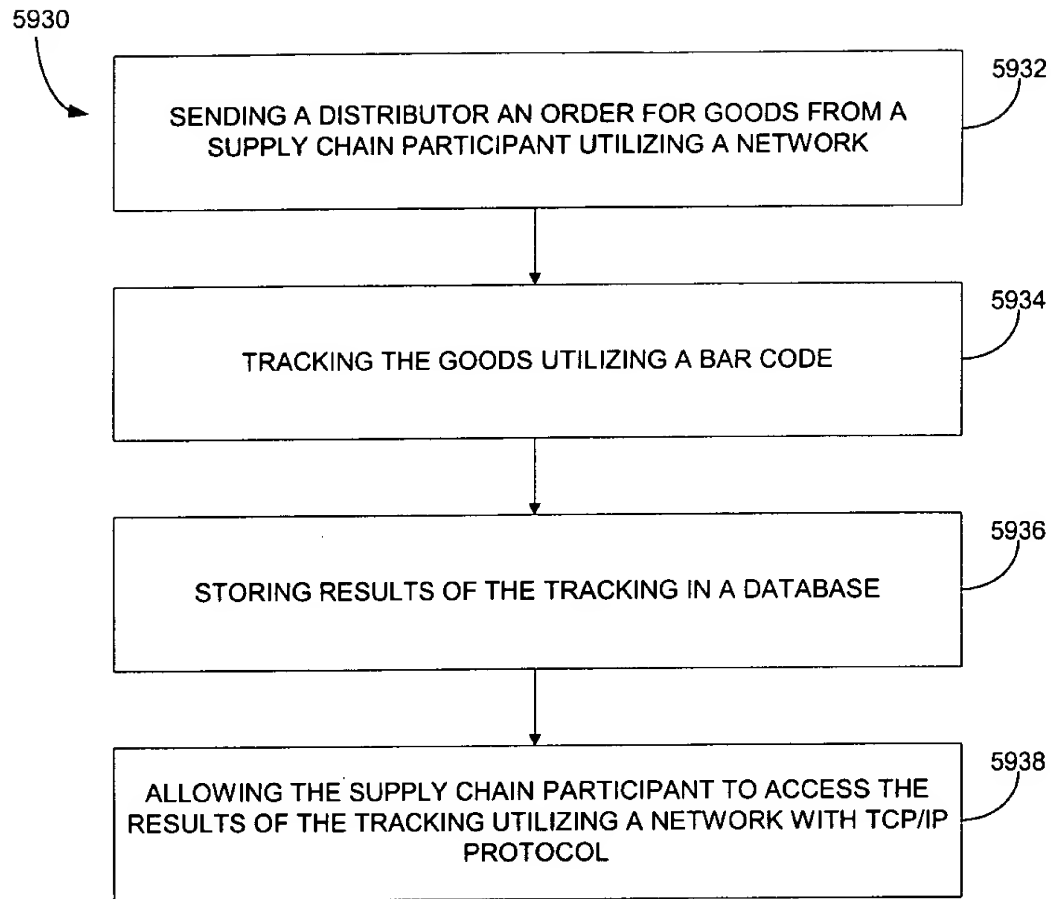 5930
5932
SENDING A DISTRIBUTOR AN ORDER FOR GOODS FROM A
SUPPLY CHAIN PARTICIPANT UTILIZING A NETWORK
5934
TRACKING THE GOODS UTILIZING A BAR CODE
5936
STORING RESULTS OF THE TRACKING IN A DATABASE
5938
ALLOWING THE SUPPLY CHAIN PARTICIPANT TO ACCESS THE
RESULTS OF THE TRACKING UTILIZING A NETWORK WITH TCP/IP
PROTOCOL